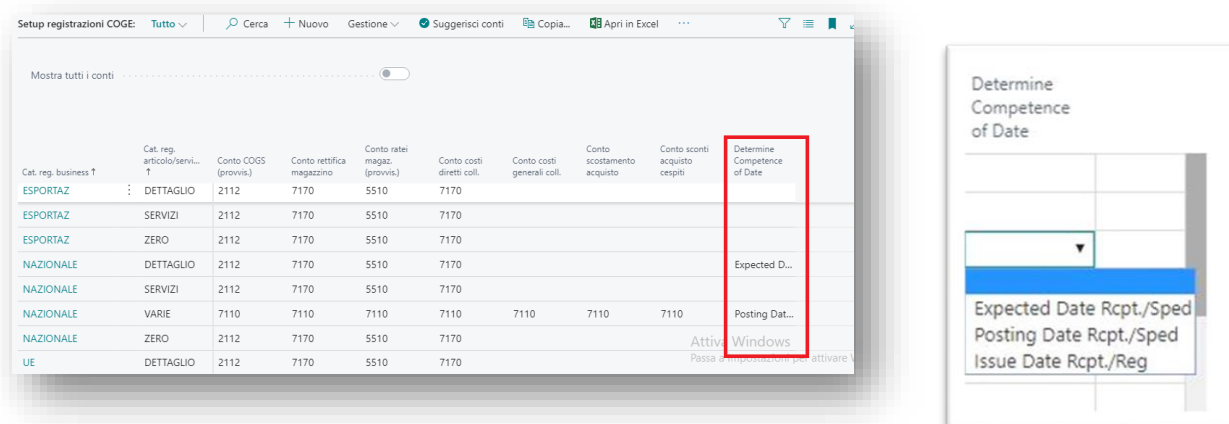 Setup registrazioni COGE: Tutto Cerca Nuovo Gestione Suggerisci conti Copia... Apri in Excel ...
Mostra tutti i conti
Cat. reg. business ↑ Cat. reg. articolo/servi... ↑ Conto COGS (provvis.) Conto rettifica magazzino Conto ratei magaz. (provvis.) Conto costi diretti coll. Conto costi generali coll. Conto scostamento acquisto Conto sconti acquisto cespiti Determine Competence of Date
ESPORTAZ DETTAGLIO 2112 7170 5510 7170
ESPORTAZ SERVIZI 2112 7170 5510 7170
ESPORTAZ ZERO 2112 7170 5510 7170
NAZIONALE DETTAGLIO 2112 7170 5510 7170 Expected D...
NAZIONALE SERVIZI 2112 7170 5510 7170
NAZIONALE VARIE 7110 7110 7110 7110 7110 7110 7110 Posting Dat...
NAZIONALE ZERO 2112 7170 5510 7170
UE DETTAGLIO 2112 7170 5510 7170
Attiva Windows
Passa a Impostazioni per attivare
Determine
Competence
of Date
Expected Date Rcpt./Sped
Posting Date Rcpt./Sped
Issue Date Rcpt./Reg